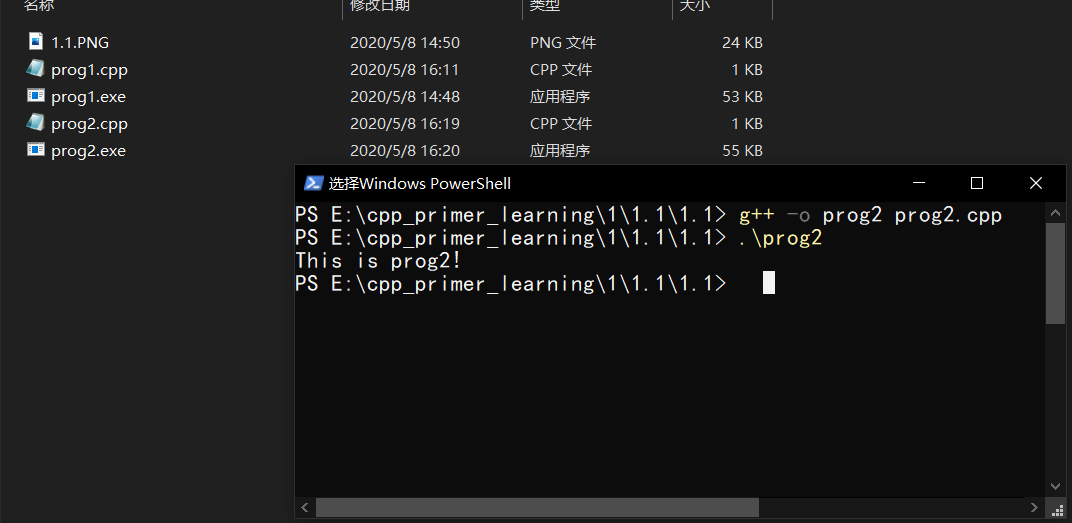 名称 修改日期 类型 大小
1.1.PNG 2020/5/8 14:50 PNG 文件 24 KB
prog1.cpp 2020/5/8 16:11 CPP 文件 1 KB
prog1.exe 2020/5/8 14:48 应用程序 53 KB
prog2.cpp 2020/5/8 16:19 CPP 文件 1 KB
prog2.exe 2020/5/8 16:20 应用程序 55 KB
选择Windows PowerShell
PS E:\cpp_primer_learning\1\1.1\1.1> g++ -o prog2 prog2.cpp
PS E:\cpp_primer_learning\1\1.1\1.1> .\prog2
This is prog2!
PS E:\cpp_primer_learning\1\1.1\1.1>